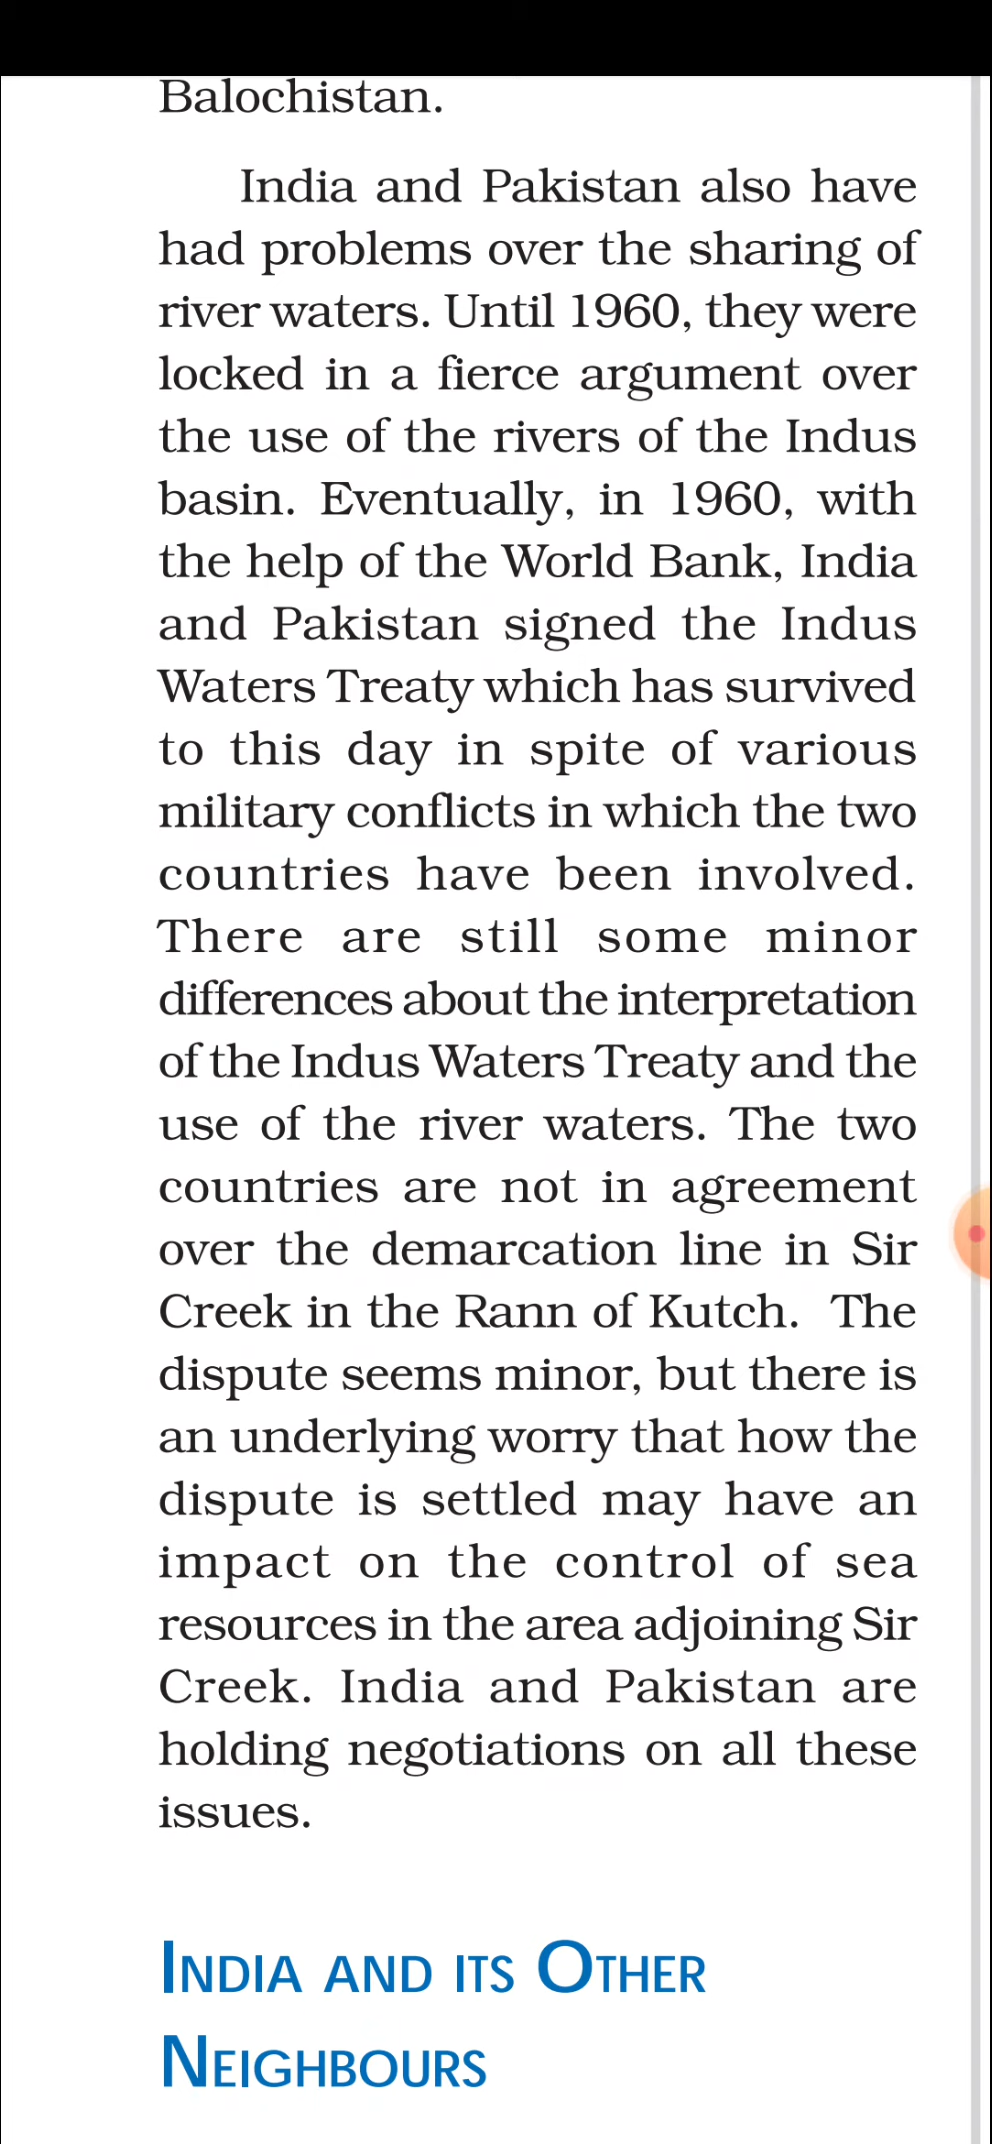 Balochistan.
India and Pakistan also have
had problems over the sharing of
river waters. Until 1960, they were
locked in a fierce argument over
the use of the rivers of the Indus
basin. Eventually, in 1960, with
the help of the World Bank, India
and Pakistan signed the Indus
Waters Treaty which has survived
to this day in spite of various
military conflicts in which the two
countries have been involved.
There are still some minor
differences about the interpretation
of the Indus Waters Treaty and the
use of the river waters. The two
countries are not in agreement
over the demarcation line in Sir
Creek in the Rann of Kutch. The
dispute seems minor, but there is
an underlying worry that how the
dispute is settled may have an
impact on the control of sea
resources in the area adjoining Sir
Creek. India and Pakistan are
holding negotiations on all these
issues.
INDIA AND ITS OTHER
NEIGHBOURS